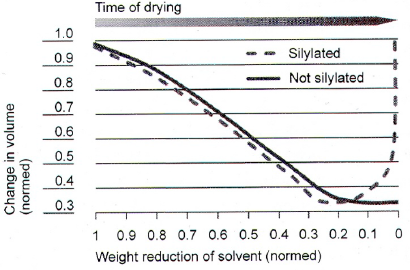 Time of drying
1.0
0.9
0.8
0.7
0.6
0.5
0.4
0.3
Silylated
Not silylated
Change in volume
(normed)
1 0.9 0.8 0.7 0.6 0.5 0.4 0.3 0.2 0.1 0
Weight reduction of solvent (normed)